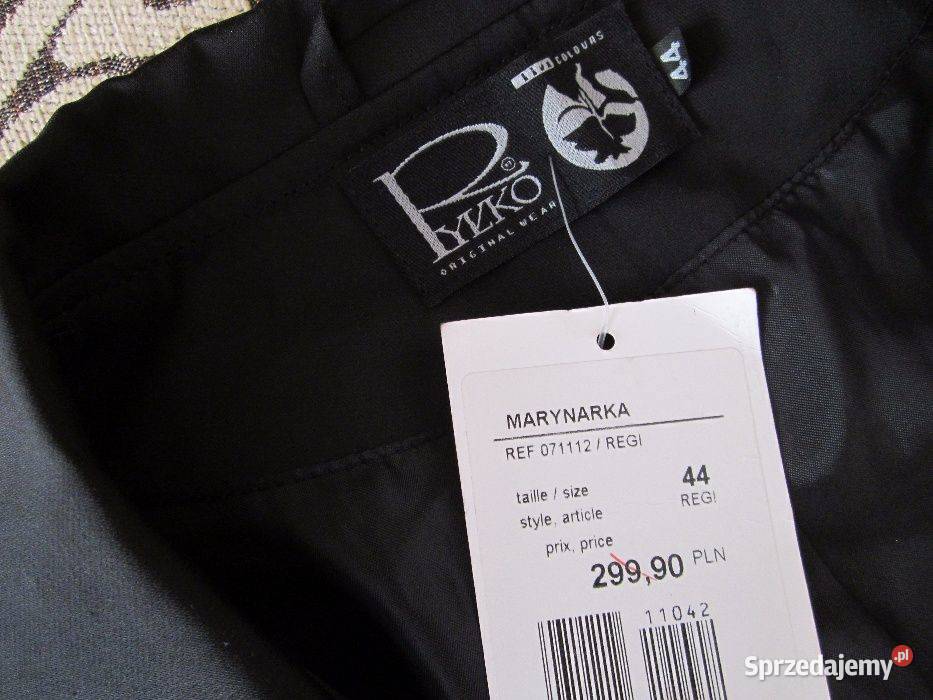 COLOURS
44
RYNKO
ORIGINAL WEAR
MARYNARKA
REF 071112 / REGI
taille / size 44
style, article REGI
prix, price
299,90 PLN
11042
Sprzedajemy.pl